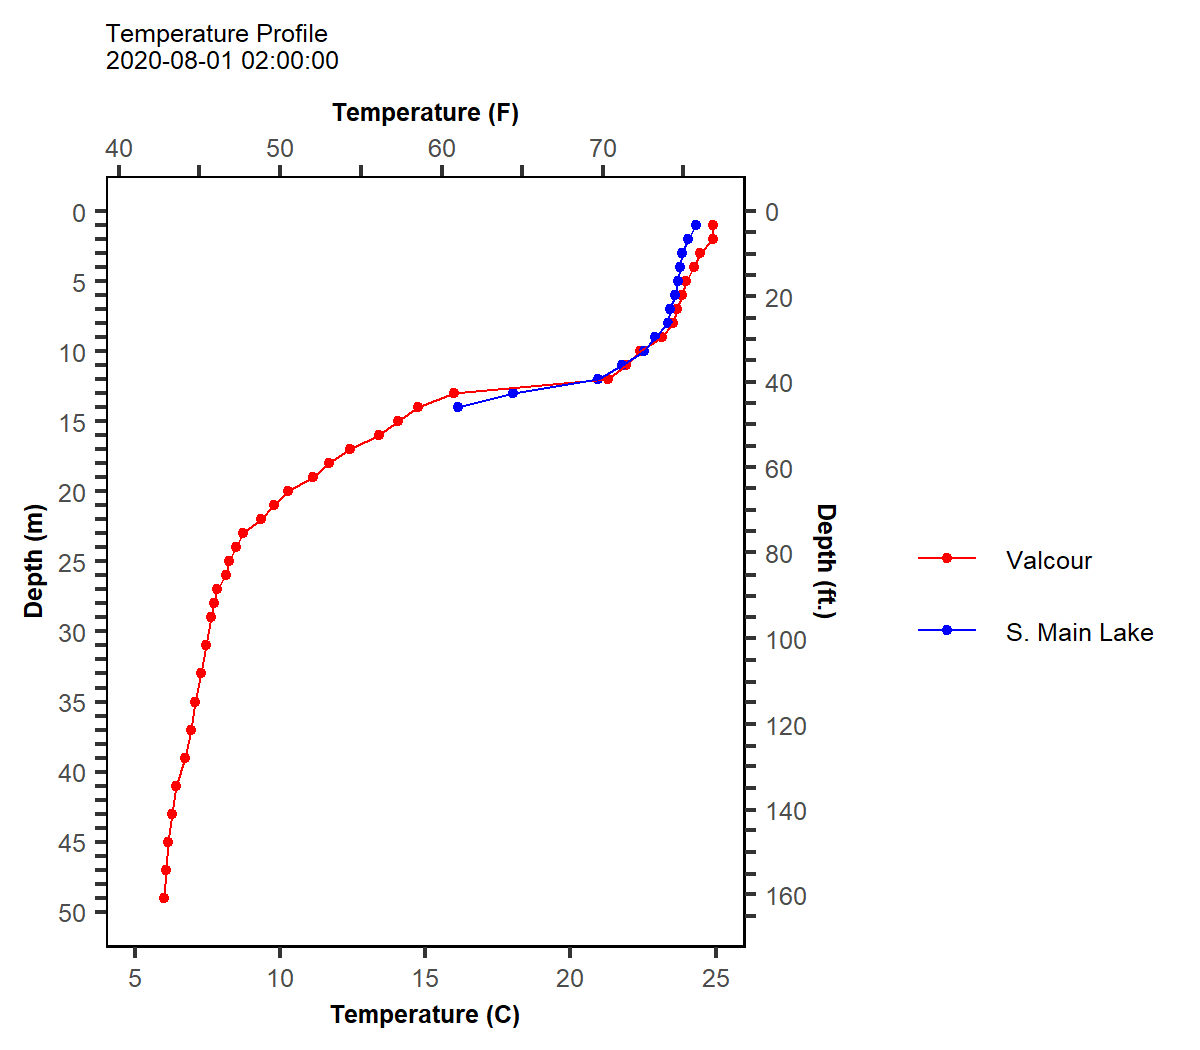 Temperature Profile
2020-08-01 02:00:00
Temperature (F)
40 50 60 70
0
5
10
15
20
25
30
35
40
45
50
Depth (m)
0
20
40
60
80
100
120
140
160
Depth (ft.)
5 10 15 20 25
Temperature (C)
Valcour
S. Main Lake